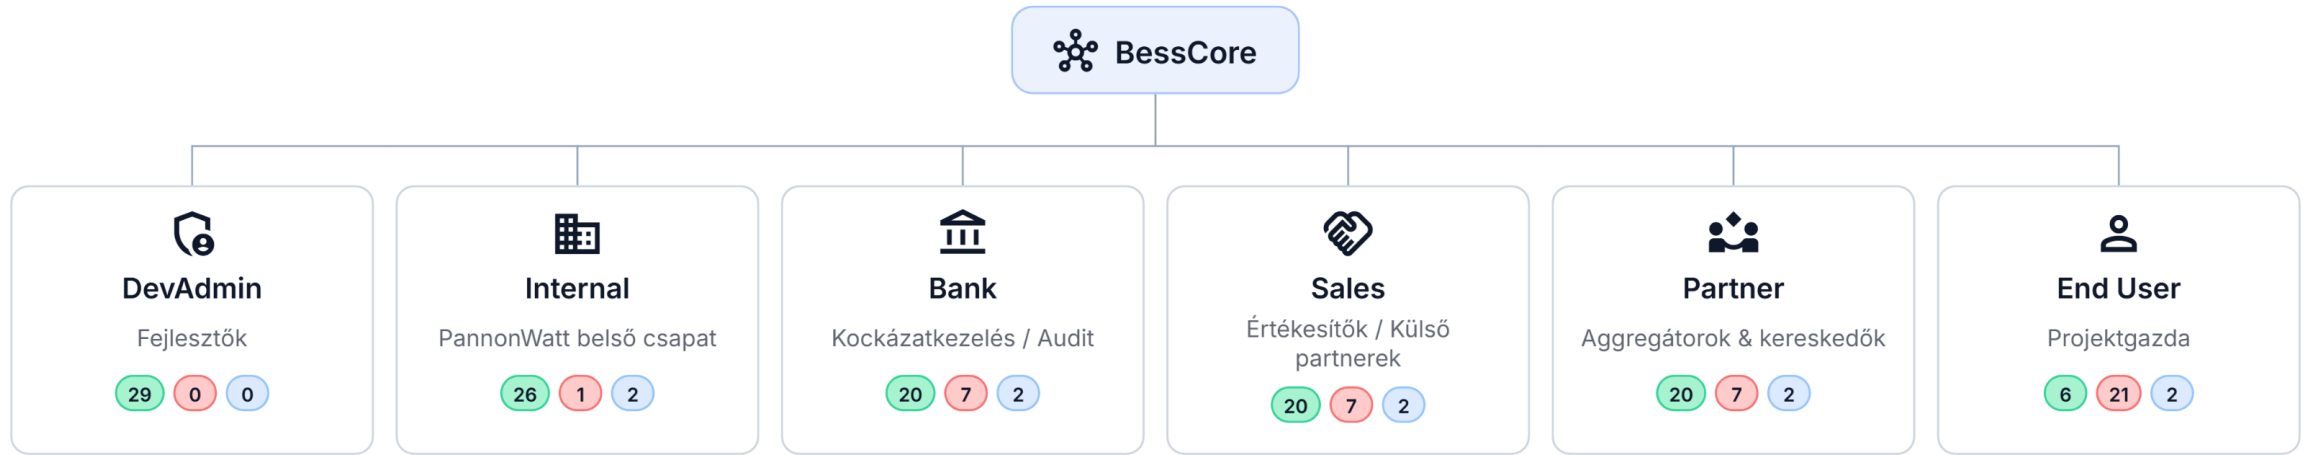 BessCore
DevAdmin
Fejlesztők
29 0 0
Internal
PannonWatt belső csapat
26 1 2
Bank
Kockázatkezelés / Audit
20 7 2
Sales
Értékesítők / Külső
partnerek
20 7 2
Partner
Aggregátorok & kereskedők
20 7 2
End User
Projektgazda
6 21 2